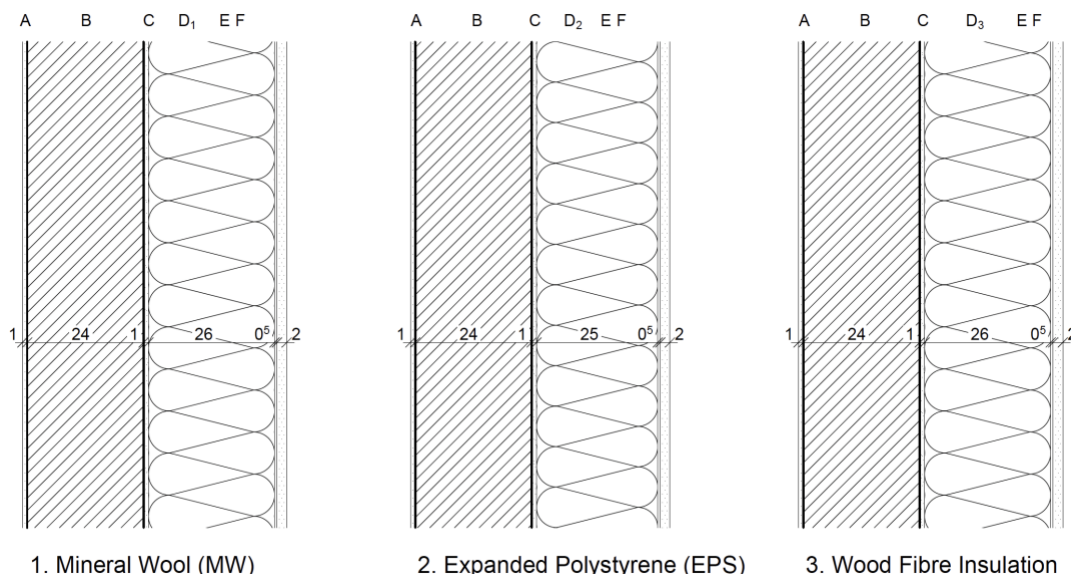 A B C D₁ E F
A B C D₂ E F
A B C D₃ E F
1 24 1 26 0⁵ 2
1 24 1 25 0⁵ 2
1 24 1 26 0⁵ 2
1. Mineral Wool (MW)
2. Expanded Polystyrene (EPS)
3. Wood Fibre Insulation